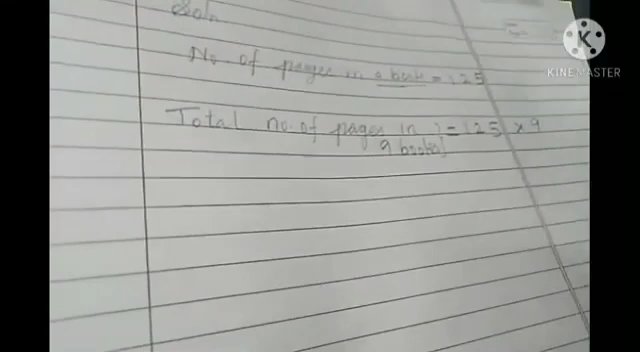 Soln
K
KINEMASTER
No. of pages in a book = 125
Total no. of pages in } = 125 x 9
9 books